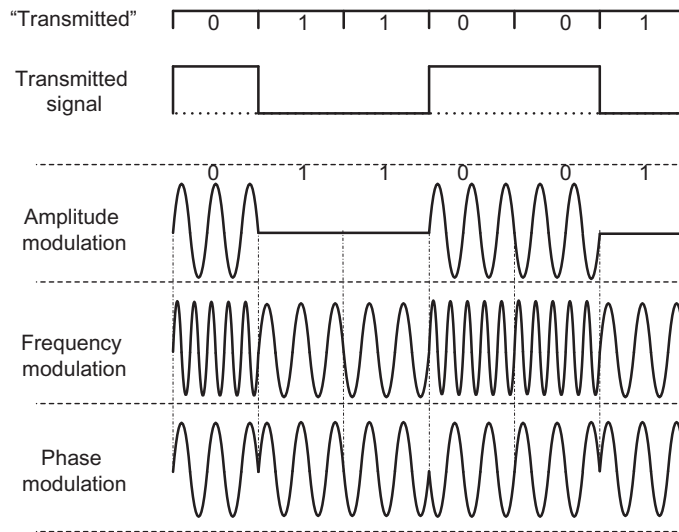 “Transmitted” 0 1 1 0 0 1
Transmitted
signal
0 1 1 0 0 1
Amplitude
modulation
Frequency
modulation
Phase
modulation